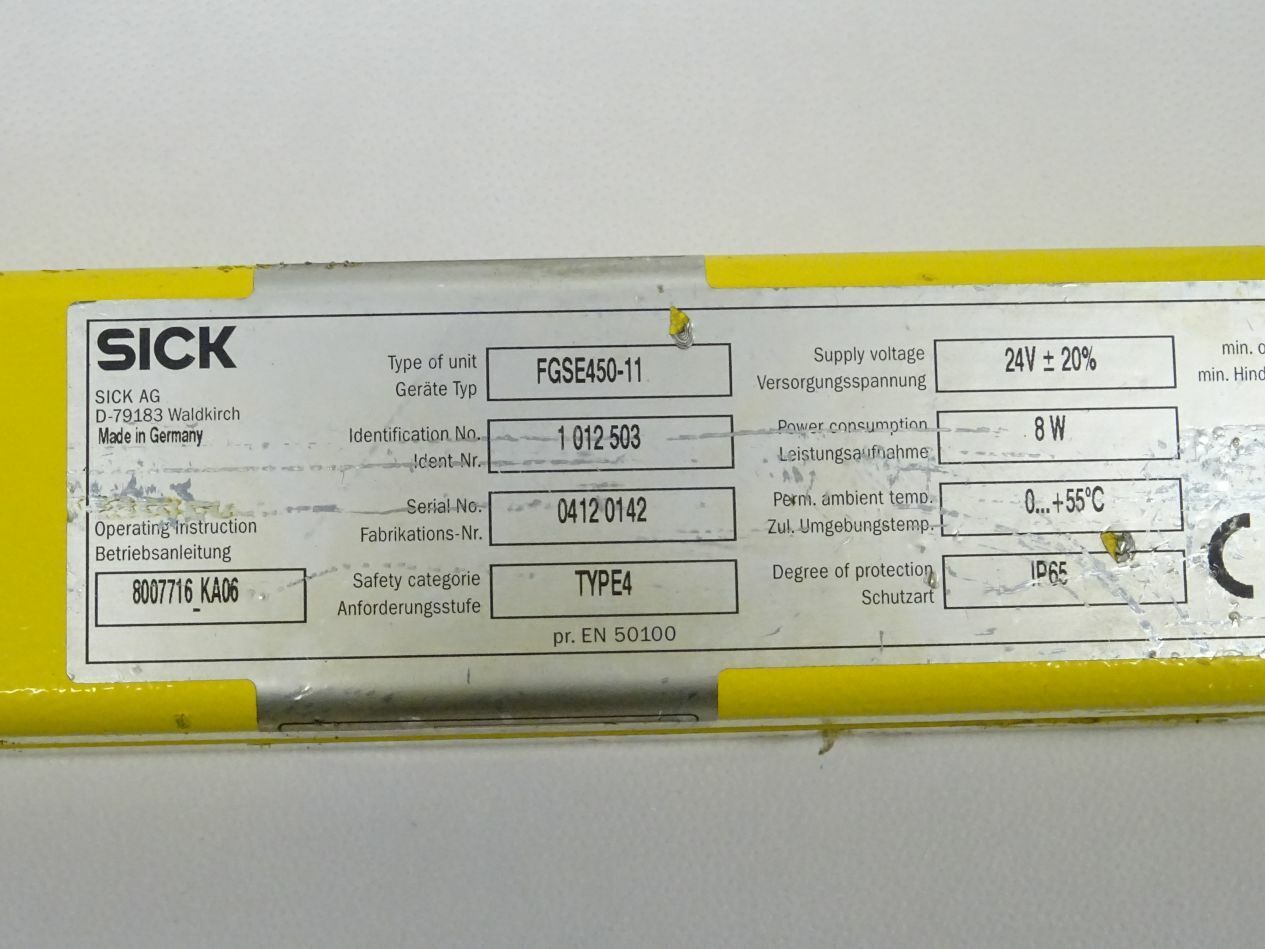 SICK
SICK AG
D-79183 Waldkirch
Made in Germany
Operating Instruction
Betriebsanleitung
8007716_KA06
Type of unit
Geräte Typ
FGSE450-11
Identification No.
Ident-Nr.
1 012 503
Serial No.
Fabrikations-Nr.
0412 0142
Safety categorie
Anforderungsstufe
TYPE4
pr. EN 50100
Supply voltage
Versorgungsspannung
24V ± 20%
Power consumption
Leistungsaufnahme
8 W
Perm. ambient temp.
Zul. Umgebungstemp.
0...+55°C
Degree of protection
Schutzart
IP65
min.
min.